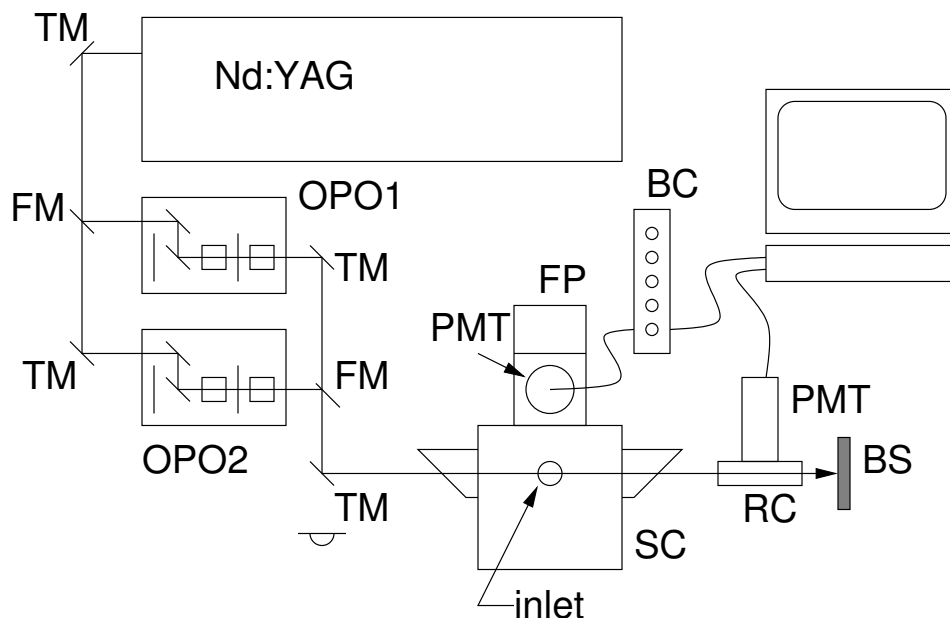 TM
Nd:YAG
OPO1
BC
FM
TM
FP
PMT
TM
FM
PMT
OPO2
BS
TM
RC
SC
inlet